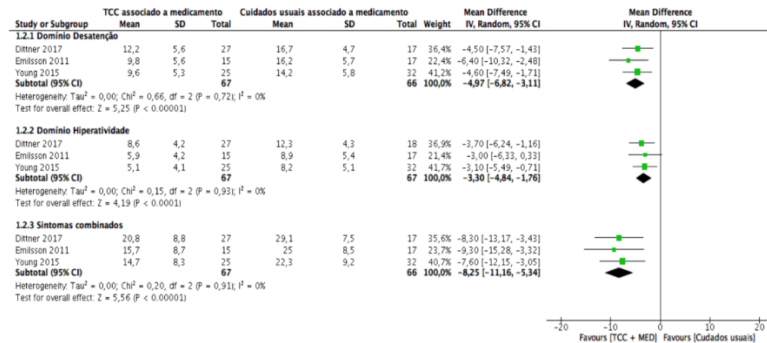 TCC associado a medicamento Cuidados usuais associado a medicamento Mean Difference Mean Difference
Study or Subgroup Mean SD Total Mean SD Total Weight IV, Random, 95% CI IV, Random, 95% CI
1.2.1 Domínio Desatenção
Dittner 2017 12,2 5,6 27 16,7 4,7 17 36,4% -4,50 [-7,57, -1,43]
Emilsson 2011 9,8 5,6 15 16,2 5,7 17 22,4% -6,40 [-10,32, -2,48]
Young 2015 9,6 5,3 25 14,2 5,8 32 41,2% -4,60 [-7,49, -1,71]
Subtotal (95% CI) 67 66 100,0% -4,97 [-6,82, -3,11]
Heterogeneity: Tau² = 0,00; Chi² = 0,66, df = 2 (P = 0,72); I² = 0%
Test for overall effect: Z = 5,25 (P < 0.00001)
1.2.2 Domínio Hiperatividade
Dittner 2017 8,6 4,2 27 12,3 4,3 18 36,9% -3,70 [-6,24, -1,16]
Emilsson 2011 5,9 4,2 15 8,9 5,4 17 21,4% -3,00 [-6,33, 0,33]
Young 2015 5,1 4,1 25 8,2 5,1 32 41,7% -3,10 [-5,49, -0,71]
Subtotal (95% CI) 67 67 100,0% -3,30 [-4,84, -1,76]
Heterogeneity: Tau² = 0,00; Chi² = 0,15, df = 2 (P = 0,93); I² = 0%
Test for overall effect: Z = 4,19 (P < 0.0001)
1.2.3 Sintomas combinados
Dittner 2017 20,8 8,8 27 29,1 7,5 17 35,6% -8,30 [-13,17, -3,43]
Emilsson 2011 15,7 8,7 15 25 8,5 17 23,7% -9,30 [-15,28, -3,32]
Young 2015 14,7 8,3 25 22,3 9,2 32 40,7% -7,60 [-12,15, -3,05]
Subtotal (95% CI) 67 66 100,0% -8,25 [-11,16, -5,34]
Heterogeneity: Tau² = 0,00; Chi² = 0,20, df = 2 (P = 0,91); I² = 0%
Test for overall effect: Z = 5,56 (P < 0.00001)
-20 -10 0 10 20
Favours [TCC + MED] Favours [Cudados usuais]